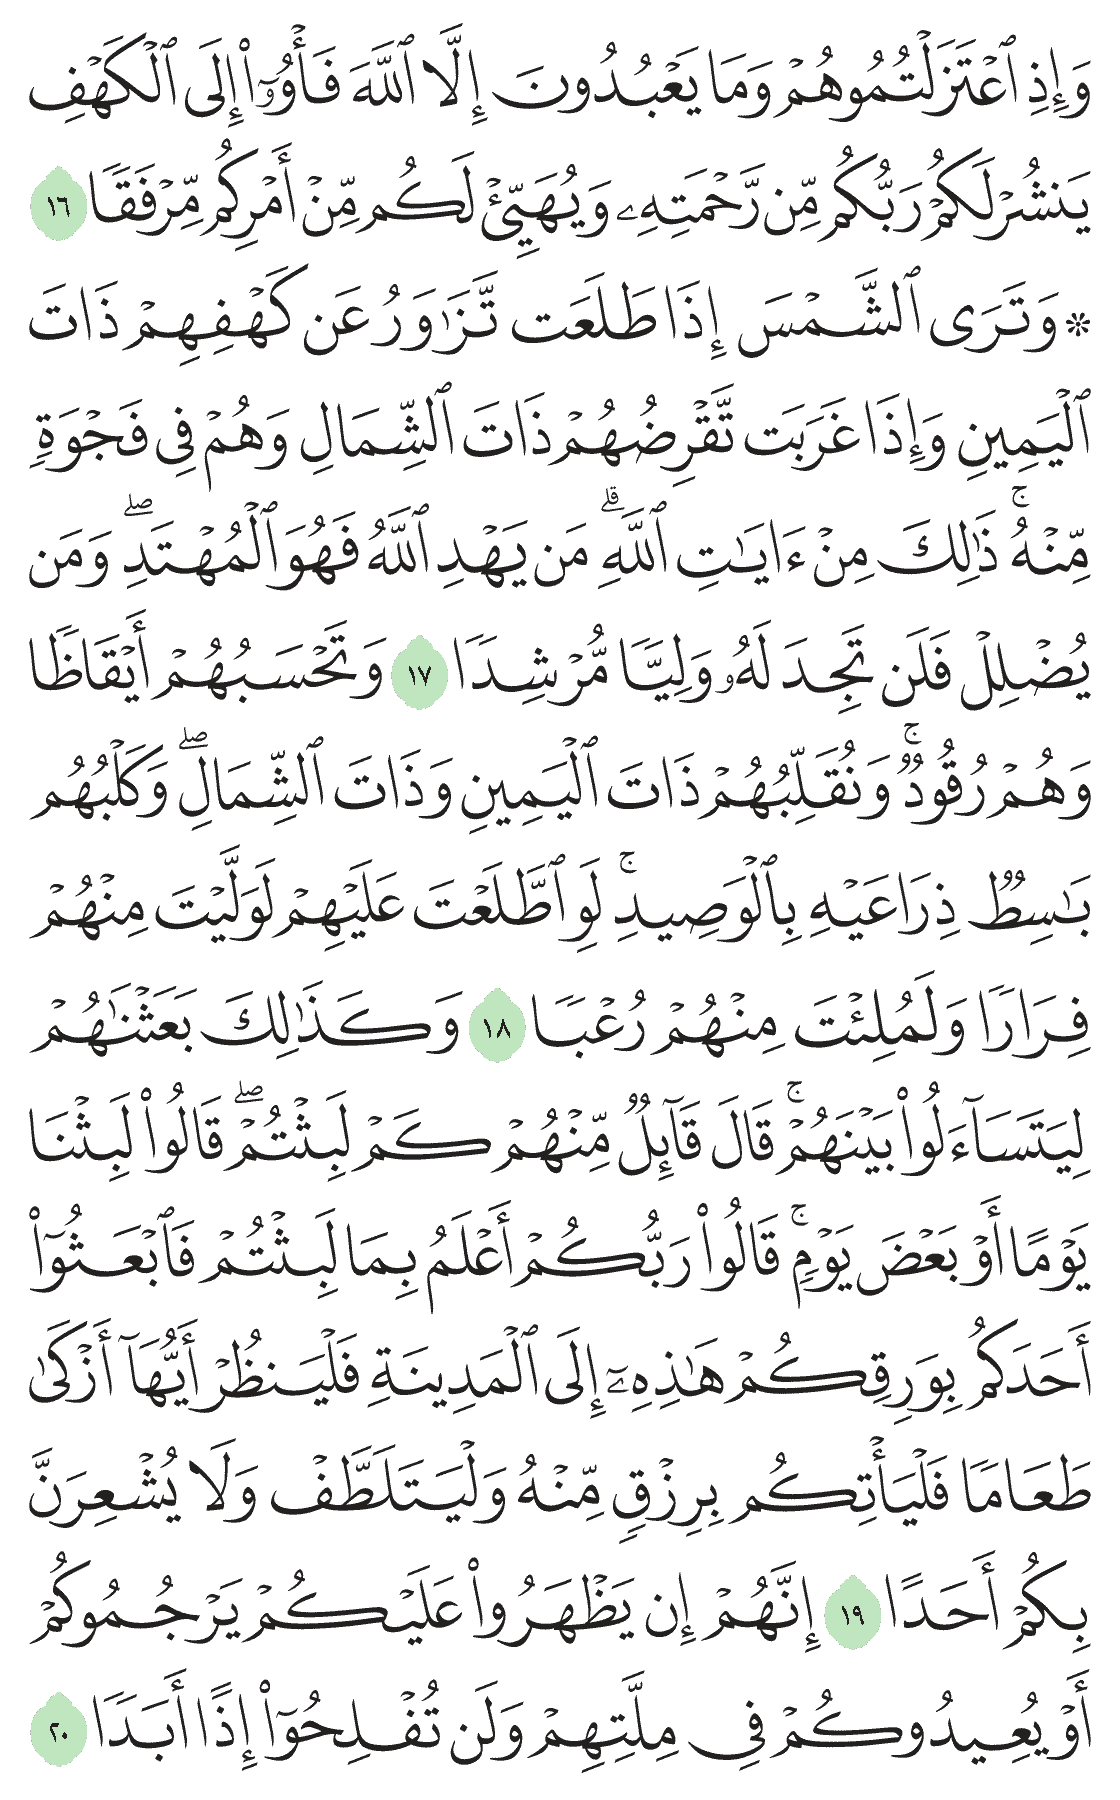 وَإِذِ ٱعۡتَزَلۡتُمُوهُمۡ وَمَا يَعۡبُدُونَ إِلَّا ٱللَّهَ فَأۡوُۥٓاْ إِلَى ٱلۡكَهۡفِ
يَنشُرۡ لَكُمۡ رَبُّكُم مِّن رَّحۡمَتِهِۦ وَيُهَيِّئۡ لَكُم مِّنۡ أَمۡرِكُم مِّرۡفَقٗا ١٦
۞ وَتَرَى ٱلشَّمۡسَ إِذَا طَلَعَت تَّزَٰوَرُ عَن كَهۡفِهِمۡ ذَاتَ
ٱلۡيَمِينِ وَإِذَا غَرَبَت تَّقۡرِضُهُمۡ ذَاتَ ٱلشِّمَالِ وَهُمۡ فِي فَجۡوَةٖ
مِّنۡهُۚ ذَٰلِكَ مِنۡ ءَايَٰتِ ٱللَّهِۗ مَن يَهۡدِ ٱللَّهُ فَهُوَ ٱلۡمُهۡتَدِۖ وَمَن
يُضۡلِلۡ فَلَن تَجِدَ لَهُۥ وَلِيّٗا مُّرۡشِدٗا ١٧ وَتَحۡسَبُهُمۡ أَيۡقَاظٗا
وَهُمۡ رُقُودٞۚ وَنُقَلِّبُهُمۡ ذَاتَ ٱلۡيَمِينِ وَذَاتَ ٱلشِّمَالِۖ وَكَلۡبُهُم
بَٰسِطٞ ذِرَاعَيۡهِ بِٱلۡوَصِيدِۚ لَوِ ٱطَّلَعۡتَ عَلَيۡهِمۡ لَوَلَّيۡتَ مِنۡهُمۡ
فِرَارٗا وَلَمُلِئۡتَ مِنۡهُمۡ رُعۡبٗا ١٨ وَكَذَٰلِكَ بَعَثۡنَٰهُمۡ
لِيَتَسَآءَلُواْ بَيۡنَهُمۡۚ قَالَ قَآئِلٞ مِّنۡهُمۡ كَمۡ لَبِثۡتُمۡۖ قَالُواْ لَبِثۡنَا
يَوۡمًا أَوۡ بَعۡضَ يَوۡمٖۚ قَالُواْ رَبُّكُمۡ أَعۡلَمُ بِمَا لَبِثۡتُمۡ فَٱبۡعَثُوٓاْ
أَحَدَكُم بِوَرِقِكُمۡ هَٰذِهِۦٓ إِلَى ٱلۡمَدِينَةِ فَلۡيَنظُرۡ أَيُّهَآ أَزۡكَىٰ
طَعَامٗا فَلۡيَأۡتِكُم بِرِزۡقٖ مِّنۡهُ وَلۡيَتَلَطَّفۡ وَلَا يُشۡعِرَنَّ
بِكُمۡ أَحَدًا ١٩ إِنَّهُمۡ إِن يَظۡهَرُواْ عَلَيۡكُمۡ يَرۡجُمُوكُمۡ
أَوۡ يُعِيدُوكُمۡ فِي مِلَّتِهِمۡ وَلَن تُفۡلِحُوٓاْ إِذًا أَبَدٗا ٢٠